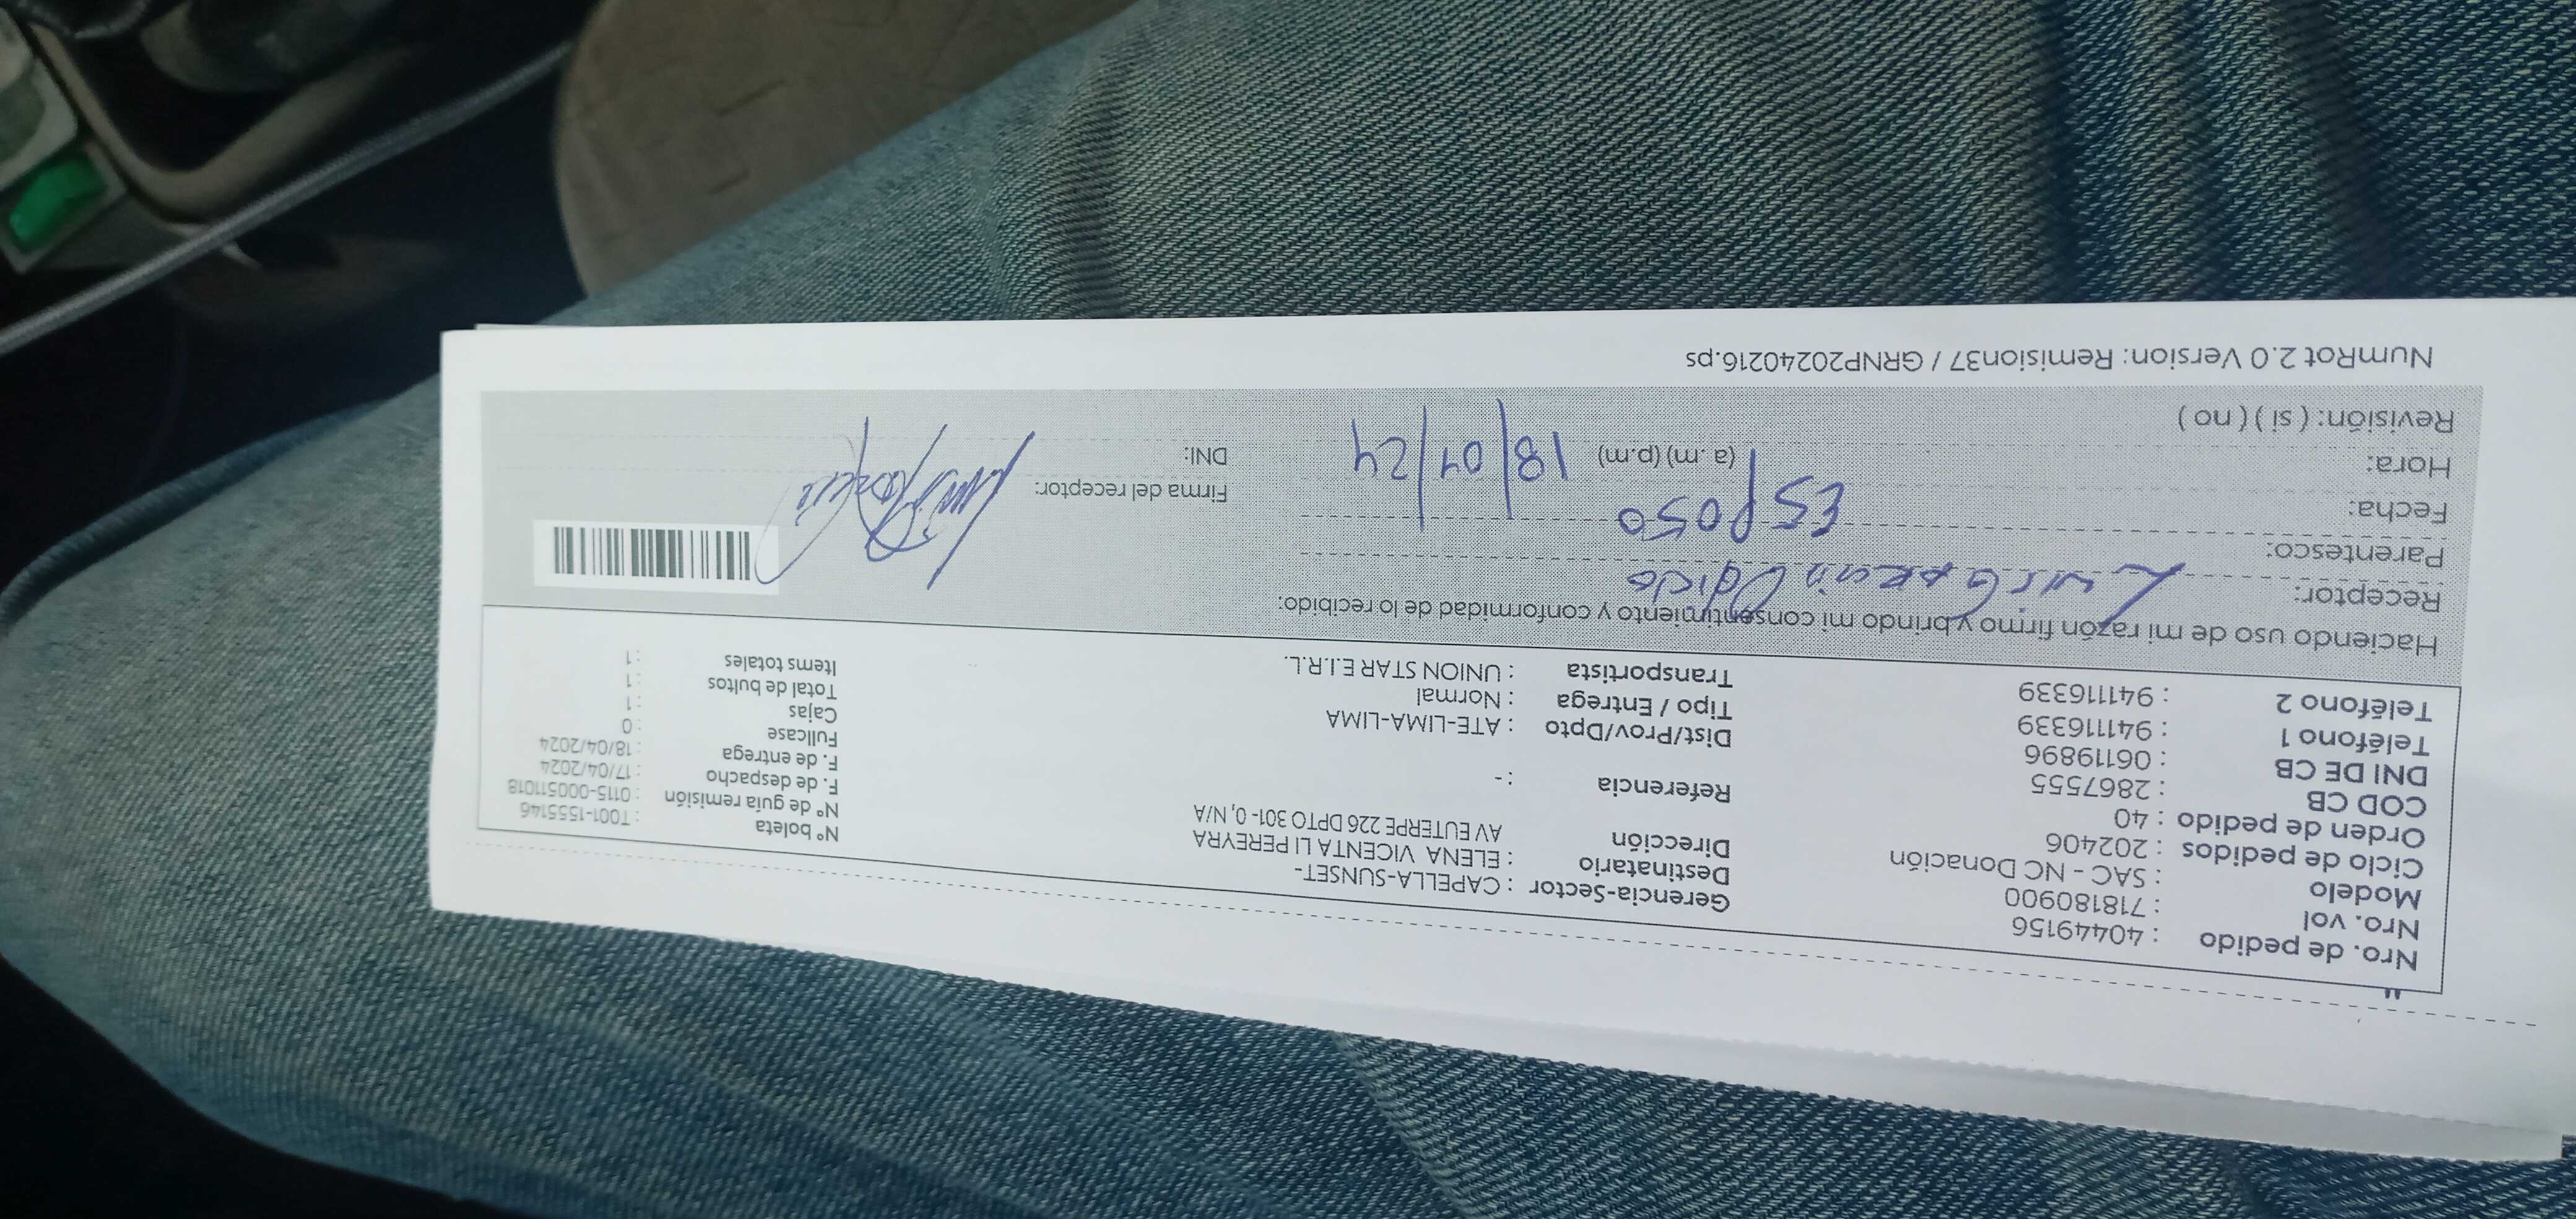 Nro. de pedido : 40449156
Nro. vol : 718180900
Modelo : SAC - NC Donación
Ciclo de pedidos : 202406
Orden de pedido : 40
COD CB : 2867555
DNI DE CB : 06119896
Teléfono 1 : 941116339
Teléfono 2 : 941116339
Gerencia-Sector : CAPELLA-SUNSET-
Destinatario : ELENA VICENTA LI PEREYRA
Dirección AV EUTERPE 226 DPTO 301- 0, N/A
Referencia : -
Dist/Prov/Dpto : ATE-LIMA-LIMA
Tipo / Entrega : Normal
Transportista : UNION STAR E.I.R.L.
N° boleta : T001-1555146
N° de guía remisión : 0115-000511018
F. de despacho : 17/04/2024
F. de entrega : 18/04/2024
Fullcase : 0
Cajas : 1
Total de bultos : 1
Items totales : 1
Haciendo uso de mi razón firmo y brindo mi consentimiento y conformidad de lo recibido:
Receptor: Luis
Parentesco: ESPOSO
Fecha:
Hora: (a .m) (p.m) 18/04/24
Revisión: ( si ) ( no )
Firma del receptor:
DNI:
NumRot 2.0 Version: Remision37 / GRNP20240216.ps